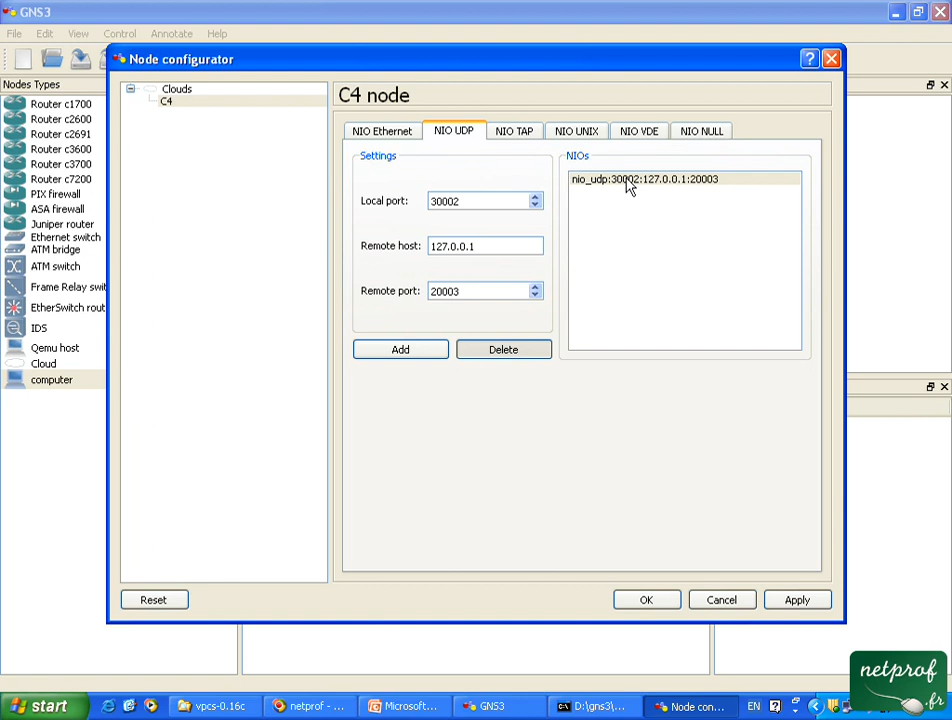 GNS3
File Edit View Control Annotate Help
Node configurator
Nodes Types
Router c1700
Router c2600
Router c2691
Router c3600
Router c3700
Router c7200
PIX firewall
ASA firewall
Juniper router
Ethernet switch
ATM bridge
ATM switch
Frame Relay swit
EtherSwitch rout
IDS
Qemu host
Cloud
computer
Clouds
C4
C4 node
NIO Ethernet NIO UDP NIO TAP NIO UNIX NIO VDE NIO NULL
Settings
Local port: 30002
Remote host: 127.0.0.1
Remote port: 20003
Add Delete
NIOs
nio_udp:30002:127.0.0.1:20003
Reset OK Cancel Apply
netprof
.fr
start vpcs-0.16c netprof - ... Microsoft... GNS3 D:\gns3\... Node con... EN